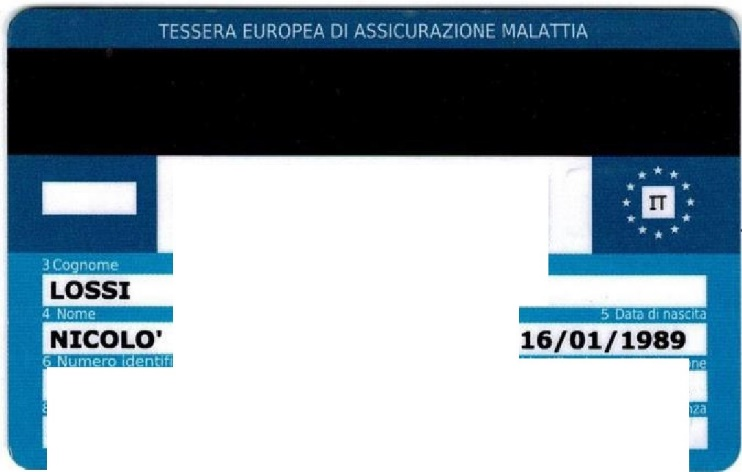 TESSERA EUROPEA DI ASSICURAZIONE MALATTIA
IT
3 Cognome
LOSSI
4 Nome
5 Data di nascita
NICOLO'
16/01/1989
6 Numero identifi